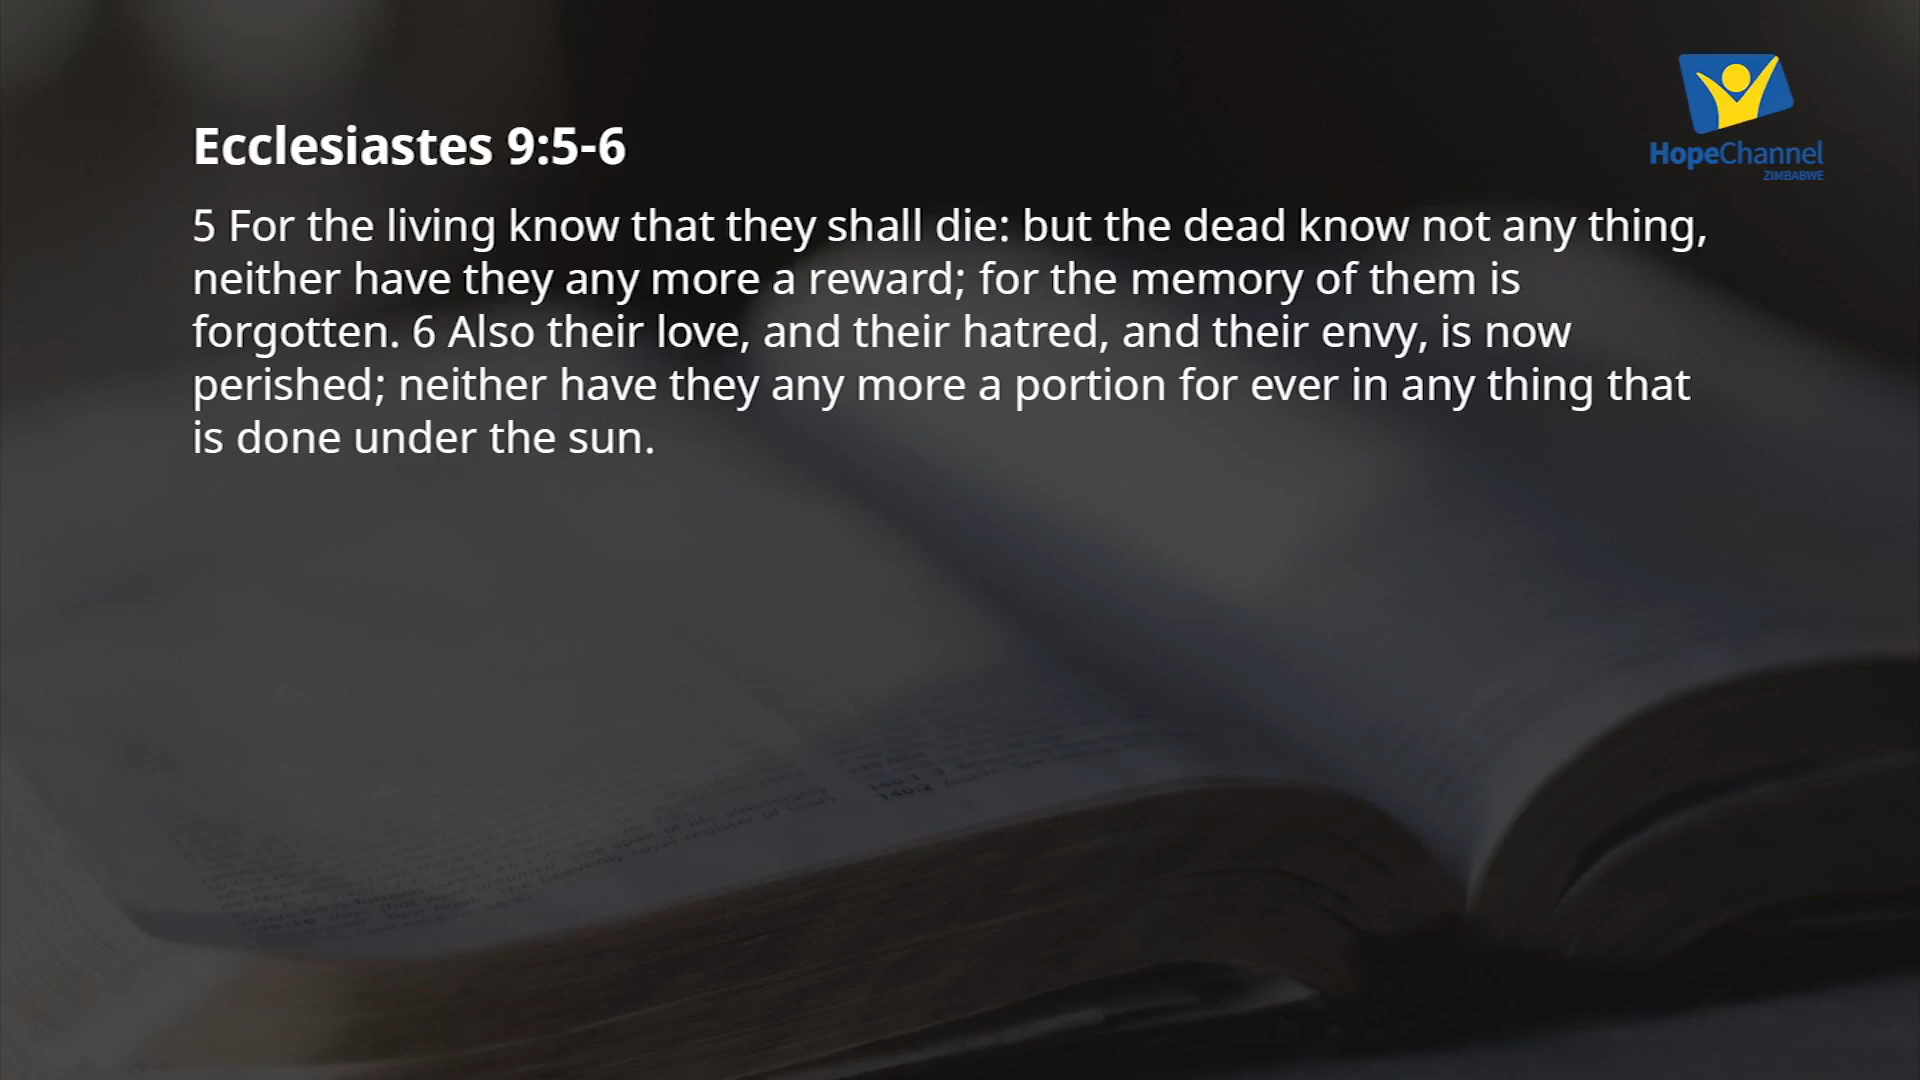 HopeChannel
ZIMBABWE
Ecclesiastes 9:5-6
5 For the living know that they shall die: but the dead know not any thing,
neither have they any more a reward; for the memory of them is
forgotten. 6 Also their love, and their hatred, and their envy, is now
perished; neither have they any more a portion for ever in any thing that
is done under the sun.
140:2